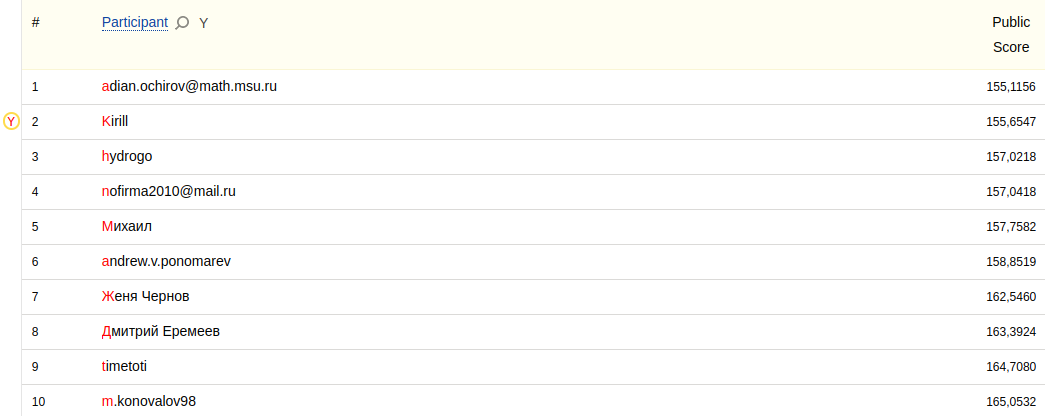 # Participant Y Public Score
1 adian.ochirov@math.msu.ru 155,1156
Y 2 Kirill 155,6547
3 hydrogo 157,0218
4 nofirma2010@mail.ru 157,0418
5 Михаил 157,7582
6 andrew.v.ponomarev 158,8519
7 Женя Чернов 162,5460
8 Дмитрий Еремеев 163,3924
9 timetoti 164,7080
10 m.konovalov98 165,0532